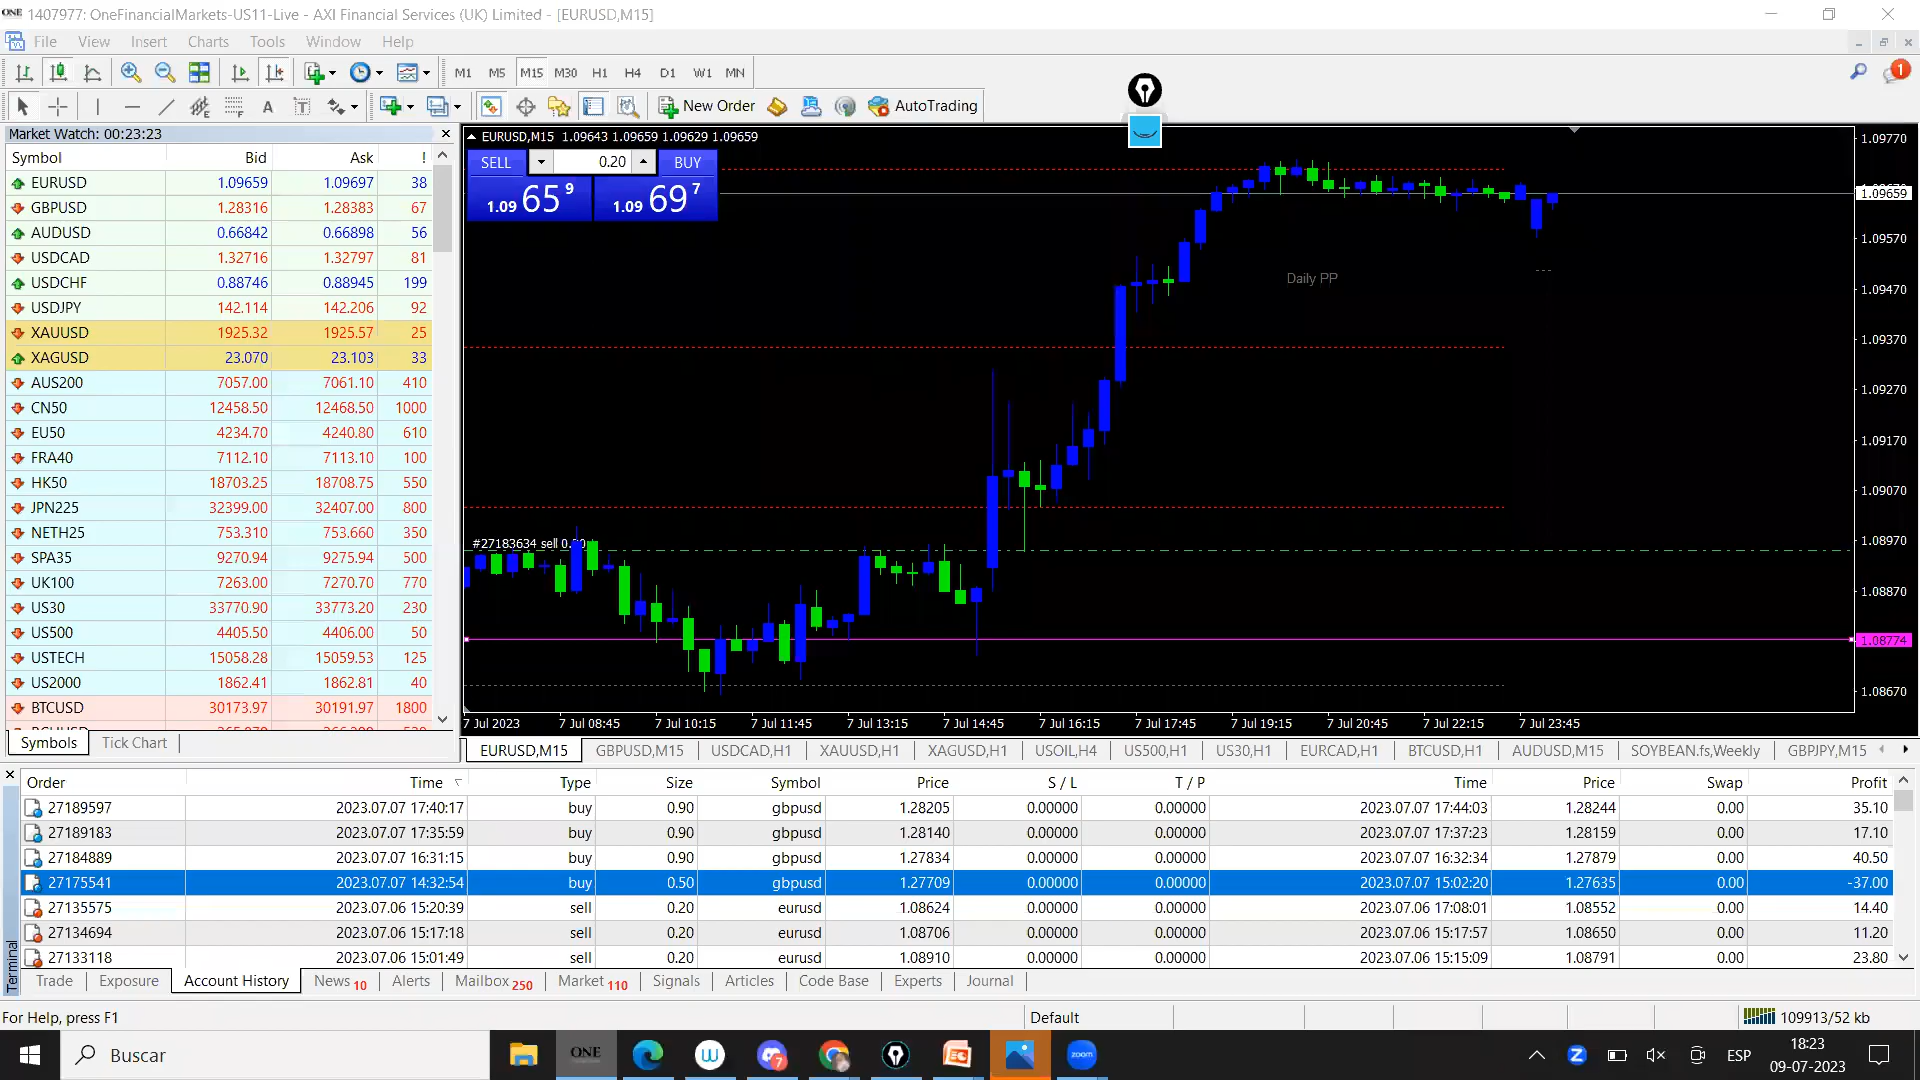 ONE 1407977: OneFinancialMarkets-US11-Live - AXI Financial Services (UK) Limited - [EURUSD,M15]
File View Insert Charts Tools Window Help
M1 M5 M15 M30 H1 H4 D1 W1 MN
1
A T New Order AutoTrading
Market Watch: 00:23:23
Symbol Bid Ask !
EURUSD 1.09659 1.09697 38
GBPUSD 1.28316 1.28383 67
AUDUSD 0.66842 0.66898 56
USDCAD 1.32716 1.32797 81
USDCHF 0.88746 0.88945 199
USDJPY 142.114 142.206 92
XAUUSD 1925.32 1925.57 25
XAGUSD 23.070 23.103 33
AUS200 7057.00 7061.10 410
CN50 12458.50 12468.50 1000
EU50 4234.70 4240.80 610
FRA40 7112.10 7113.10 100
HK50 18703.25 18708.75 550
JPN225 32399.00 32407.00 800
NETH25 753.310 753.660 350
SPA35 9270.94 9275.94 500
UK100 7263.00 7270.70 770
US30 33770.90 33773.20 230
US500 4405.50 4406.00 50
USTECH 15058.28 15059.53 125
US2000 1862.41 1862.81 40
BTCUSD 30173.97 30191.97 1800
Symbols Tick Chart
EURUSD,M15 1.09643 1.09659 1.09629 1.09659
SELL 0.20 BUY
1.09 65 9 1.09 69 7
Daily PP
#27183634 sell 0.
1.09770
1.09659
1.09570
1.09470
1.09370
1.09270
1.09170
1.09070
1.08970
1.08870
1.08774
1.08670
7 Jul 2023 7 Jul 08:45 7 Jul 10:15 7 Jul 11:45 7 Jul 13:15 7 Jul 14:45 7 Jul 16:15 7 Jul 17:45 7 Jul 19:15 7 Jul 20:45 7 Jul 22:15 7 Jul 23:45
EURUSD,M15 GBPUSD,M15 USDCAD,H1 XAUUSD,H1 XAGUSD,H1 USOIL,H4 US500,H1 US30,H1 EURCAD,H1 BTCUSD,H1 AUDUSD,M15 SOYBEAN.fs,Weekly GBPJPY,M15
Order Time Type Size Symbol Price S / L T / P Time Price Swap Profit
27189597 2023.07.07 17:40:17 buy 0.90 gbpusd 1.28205 0.00000 0.00000 2023.07.07 17:44:03 1.28244 0.00 35.10
27189183 2023.07.07 17:35:59 buy 0.90 gbpusd 1.28140 0.00000 0.00000 2023.07.07 17:37:23 1.28159 0.00 17.10
27184889 2023.07.07 16:31:15 buy 0.90 gbpusd 1.27834 0.00000 0.00000 2023.07.07 16:32:34 1.27879 0.00 40.50
27175541 2023.07.07 14:32:54 buy 0.50 gbpusd 1.27709 0.00000 0.00000 2023.07.07 15:02:20 1.27635 0.00 -37.00
27135575 2023.07.06 15:20:39 sell 0.20 eurusd 1.08624 0.00000 0.00000 2023.07.06 17:08:01 1.08552 0.00 14.40
27134694 2023.07.06 15:17:18 sell 0.20 eurusd 1.08706 0.00000 0.00000 2023.07.06 15:17:57 1.08650 0.00 11.20
27133118 2023.07.06 15:01:49 sell 0.20 eurusd 1.08910 0.00000 0.00000 2023.07.06 15:15:09 1.08791 0.00 23.80
Terminal
Trade Exposure Account History News 10 Alerts Mailbox 250 Market 110 Signals Articles Code Base Experts Journal
For Help, press F1 Default 109913/52 kb
Buscar ONE W 7 zoom Z ESP 18:23
09-07-2023